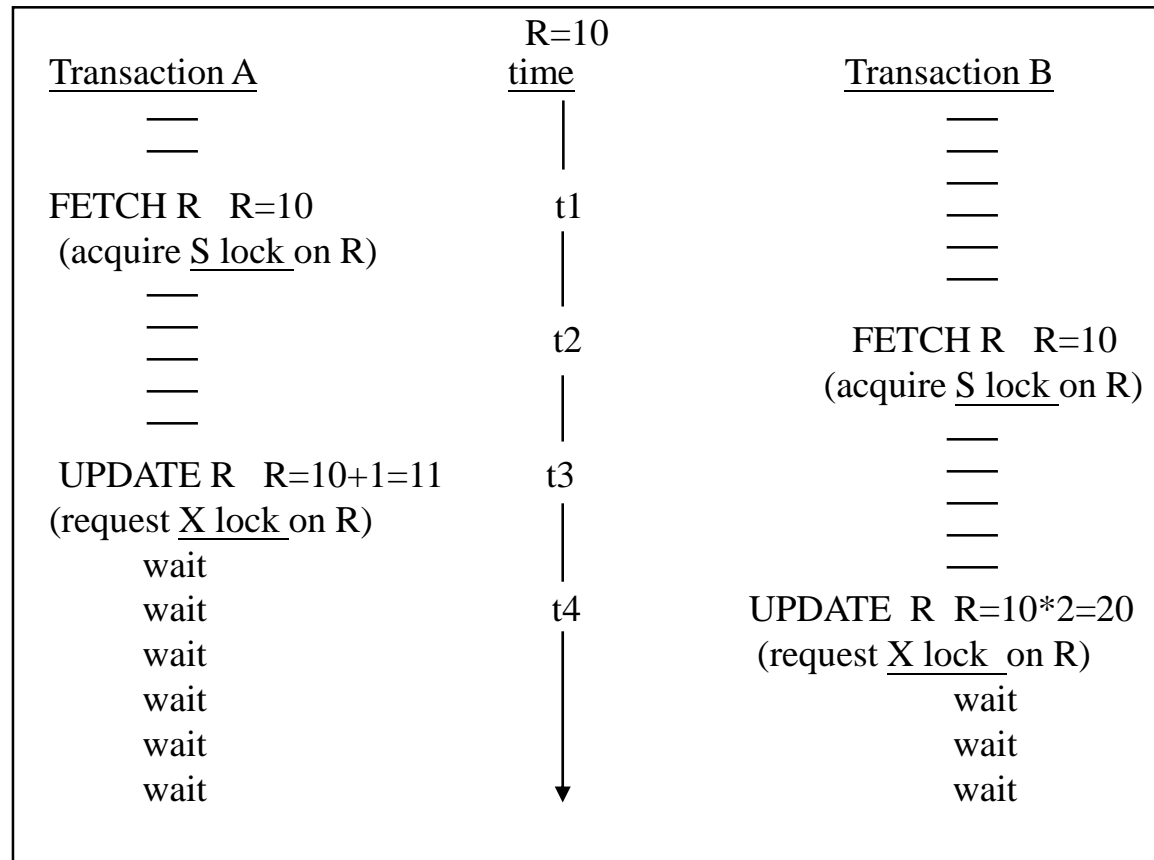 R=10
Transaction A time Transaction B
FETCH R R=10 t1
(acquire S lock on R)
t2 FETCH R R=10
(acquire S lock on R)
UPDATE R R=10+1=11 t3
(request X lock on R)
wait
wait t4 UPDATE R R=10*2=20
wait (request X lock on R)
wait wait
wait wait
wait wait